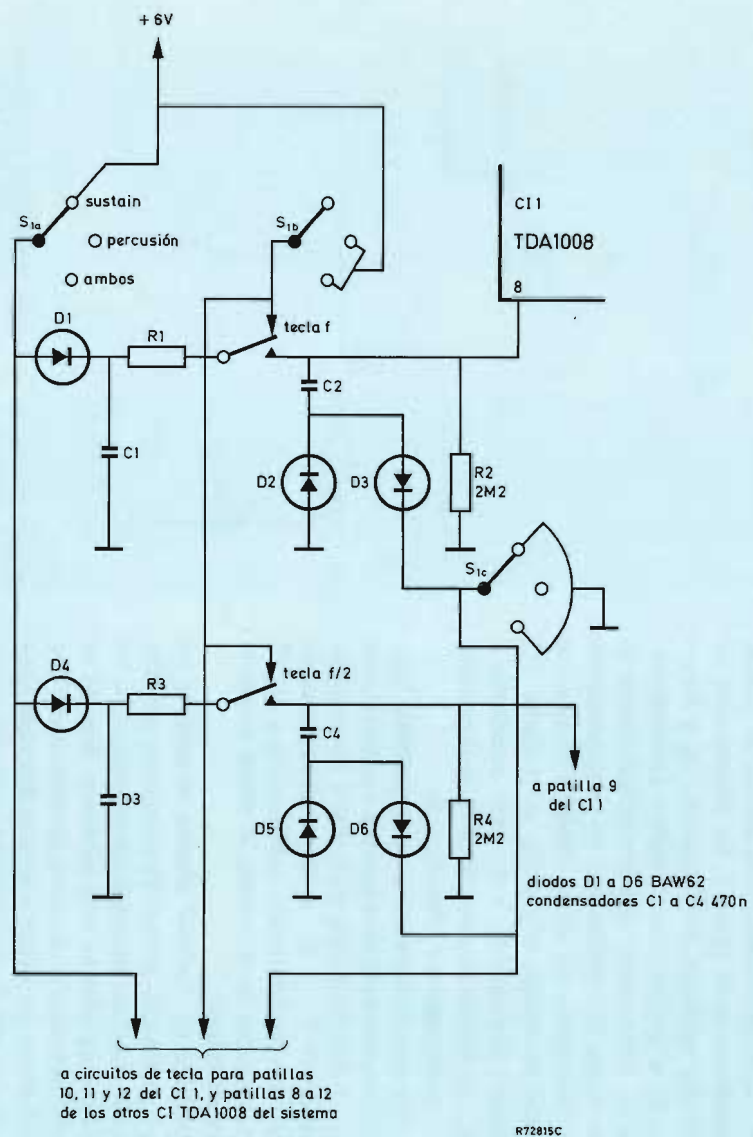 + 6V
S1a
sustain
percusión
ambos
S1b
CI 1
TDA1008
8
D1
R1
tecla f
C1
C2
D2
D3
R2
2M2
S1c
D4
R3
tecla f/2
D3
C4
D5
D6
R4
2M2
a patilla 9
del CI 1
diodos D1 a D6 BAW62
condensadores C1 a C4 470n
a circuitos de tecla para patillas
10, 11 y 12 del CI 1, y patillas 8 a 12
de los otros CI TDA1008 del sistema
R72815C